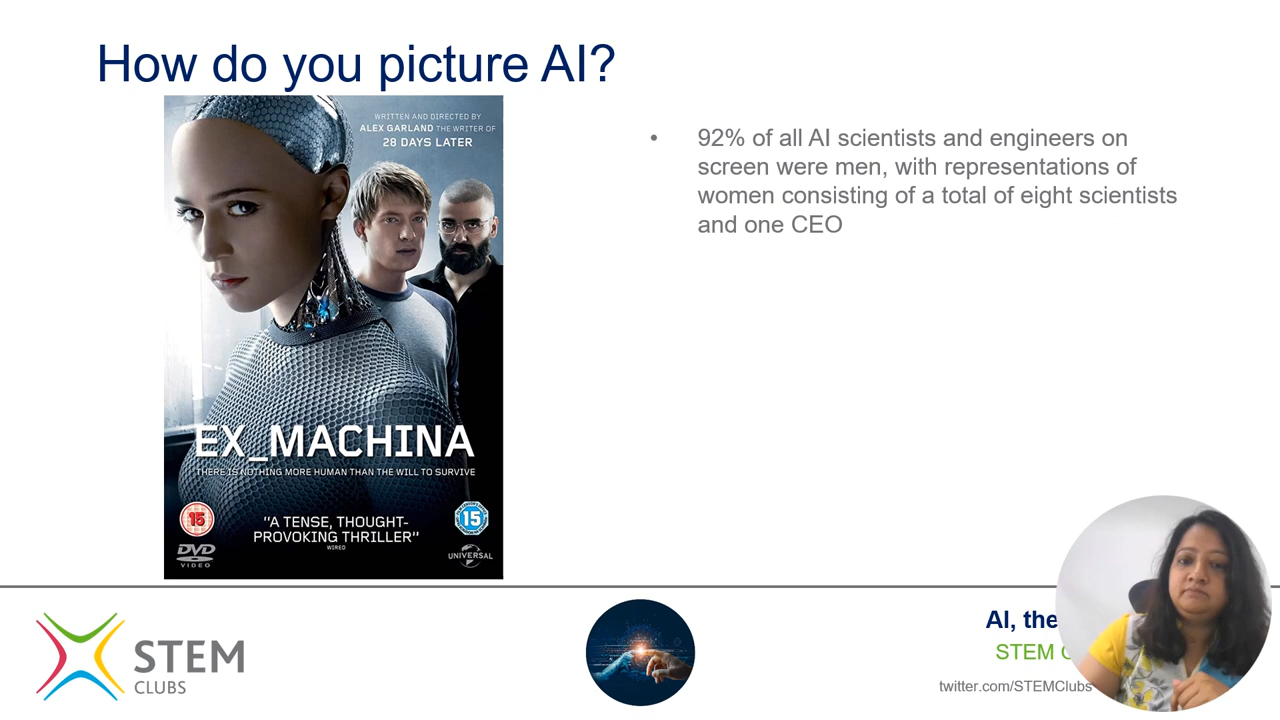 How do you picture AI?
WRITTEN AND DIRECTED BY
ALEX GARLAND THE WRITER OF
28 DAYS LATER
EX_MACHINA
THERE IS NOTHING MORE HUMAN THAN THE WILL TO SURVIVE
15
15
"A TENSE, THOUGHT-
PROVOKING THRILLER"
WIRED
DVD
VIDEO
UNIVERSAL
• 92% of all AI scientists and engineers on
screen were men, with representations of
women consisting of a total of eight scientists
and one CEO
STEM
CLUBS
AI, the
STEM
twitter.com/STEMClubs